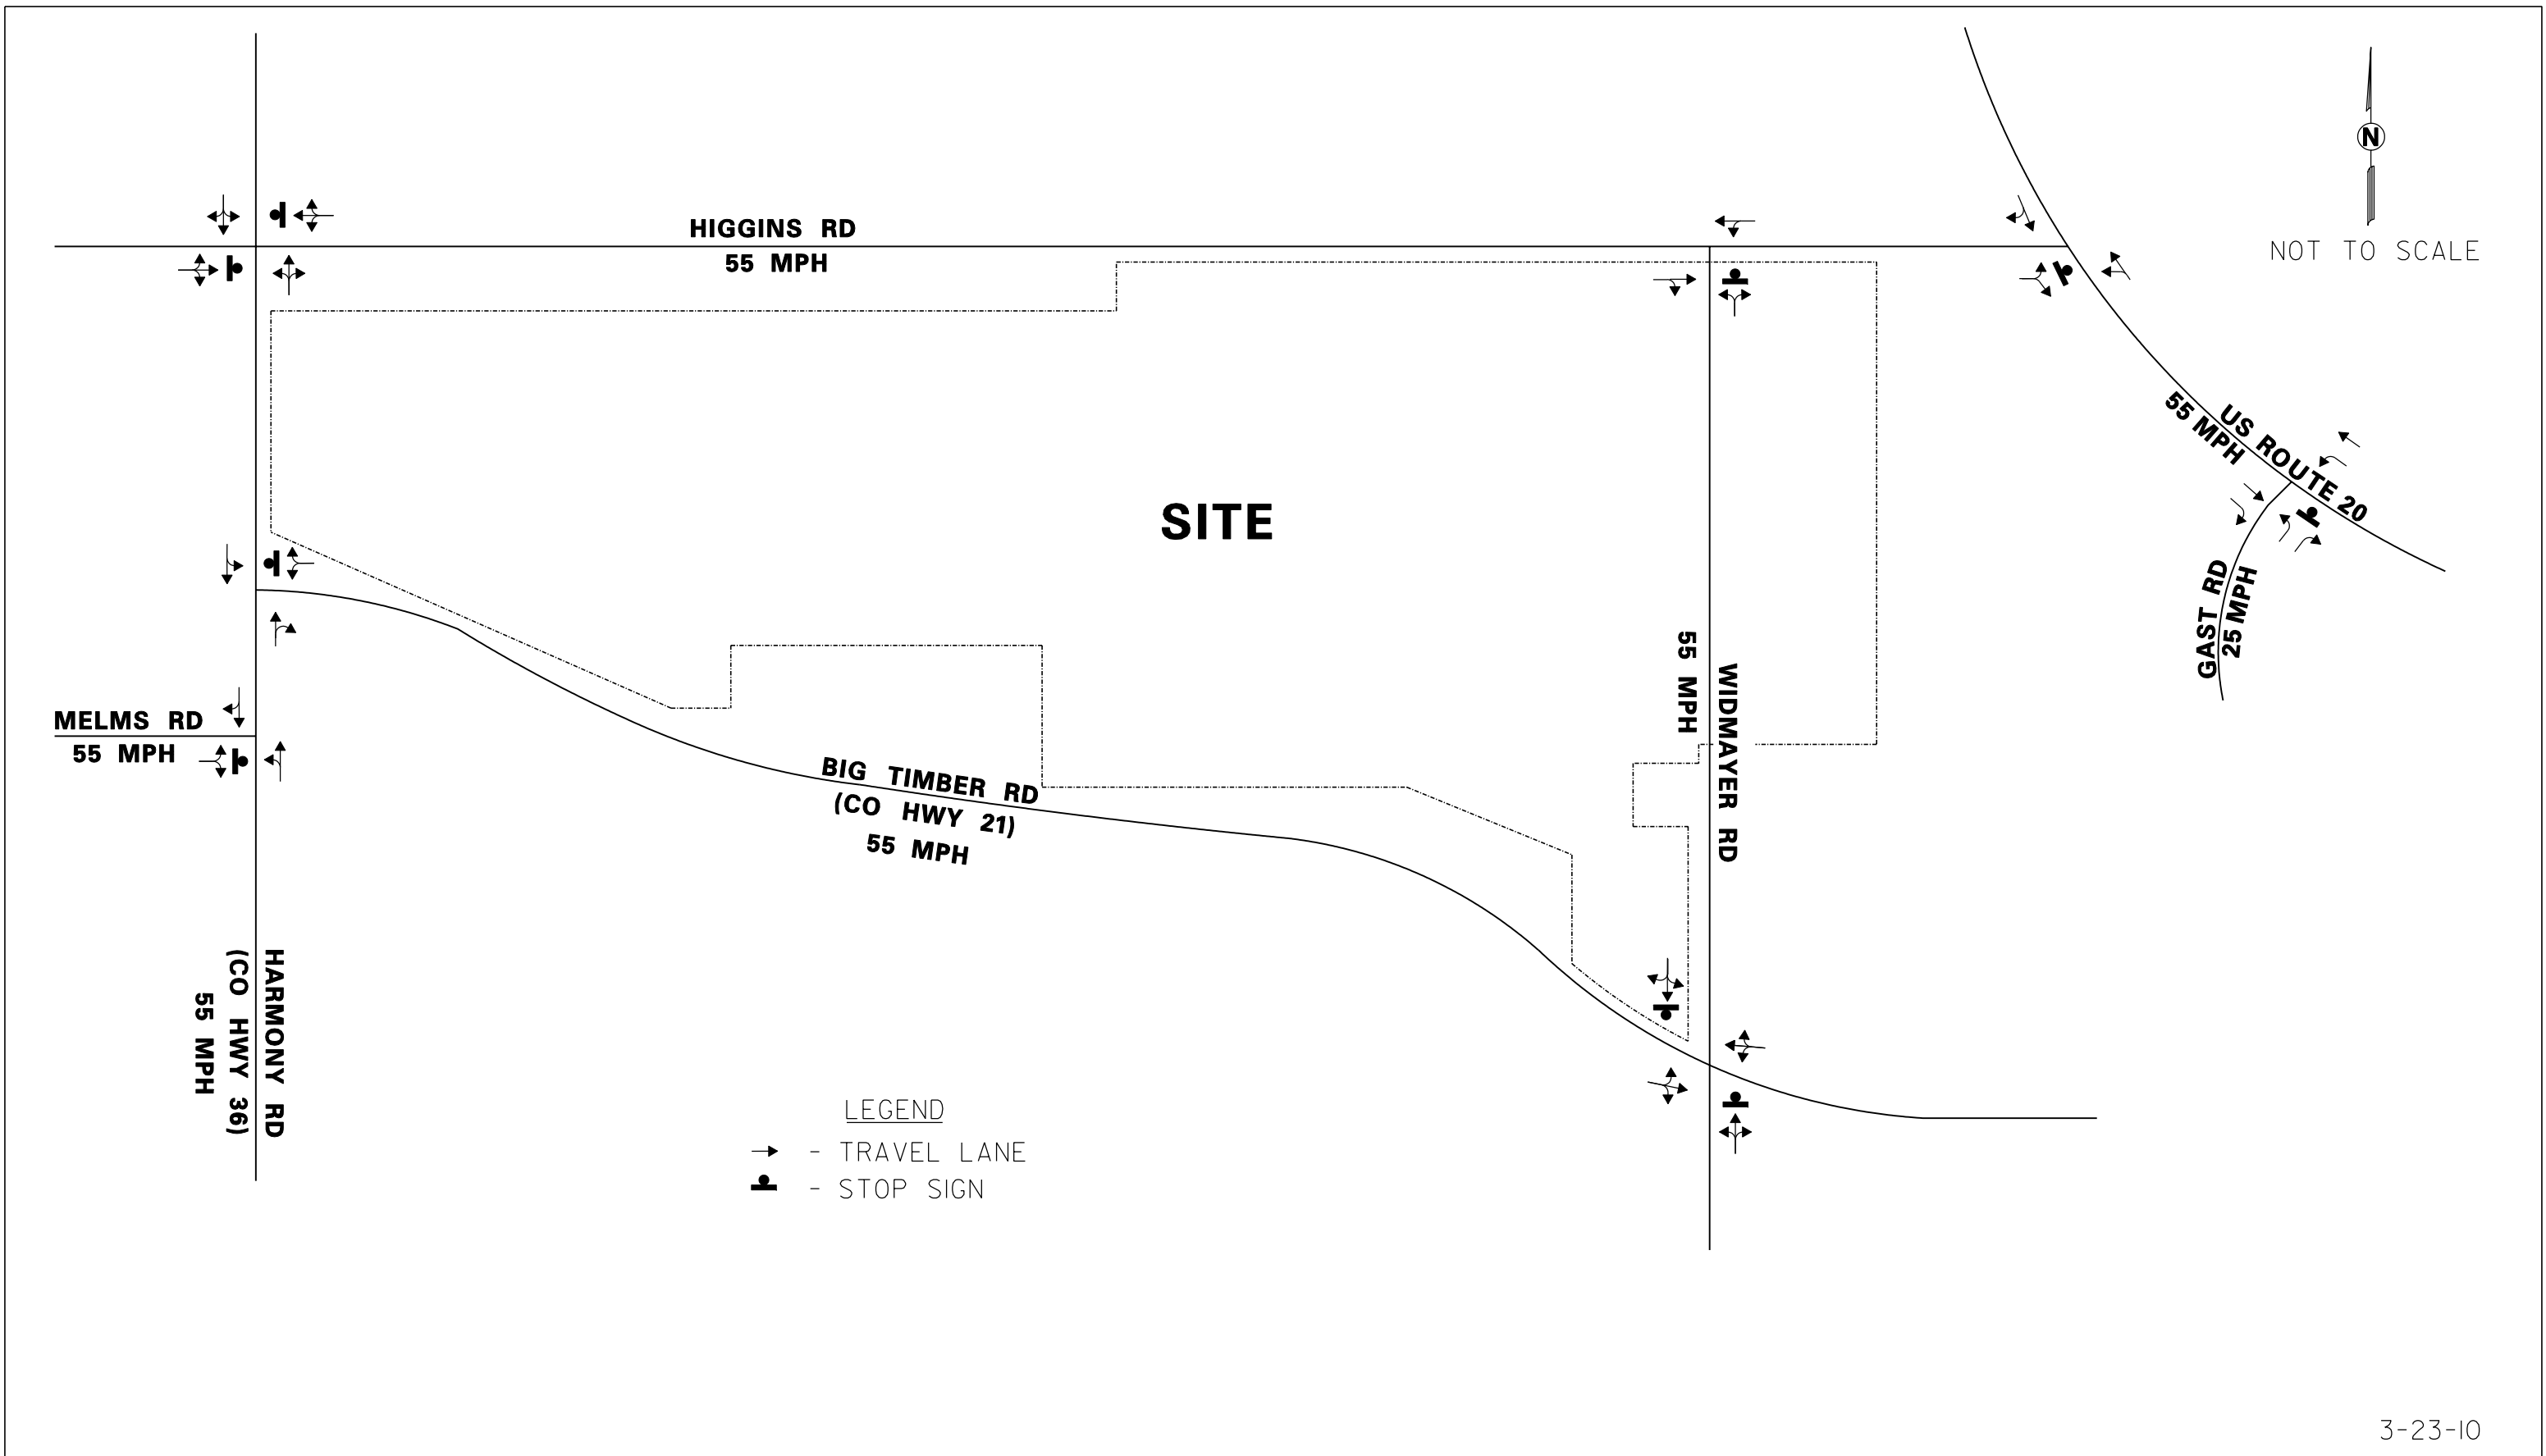 N
NOT TO SCALE
HIGGINS RD
55 MPH
US ROUTE 20
55 MPH
SITE
GAST RD
25 MPH
55 MPH
WIDMAYER RD
MELMS RD
55 MPH
BIG TIMBER RD
(CO HWY 21)
55 MPH
HARMONY RD
(CO HWY 36)
55 MPH
LEGEND
- TRAVEL LANE
- STOP SIGN
3-23-10